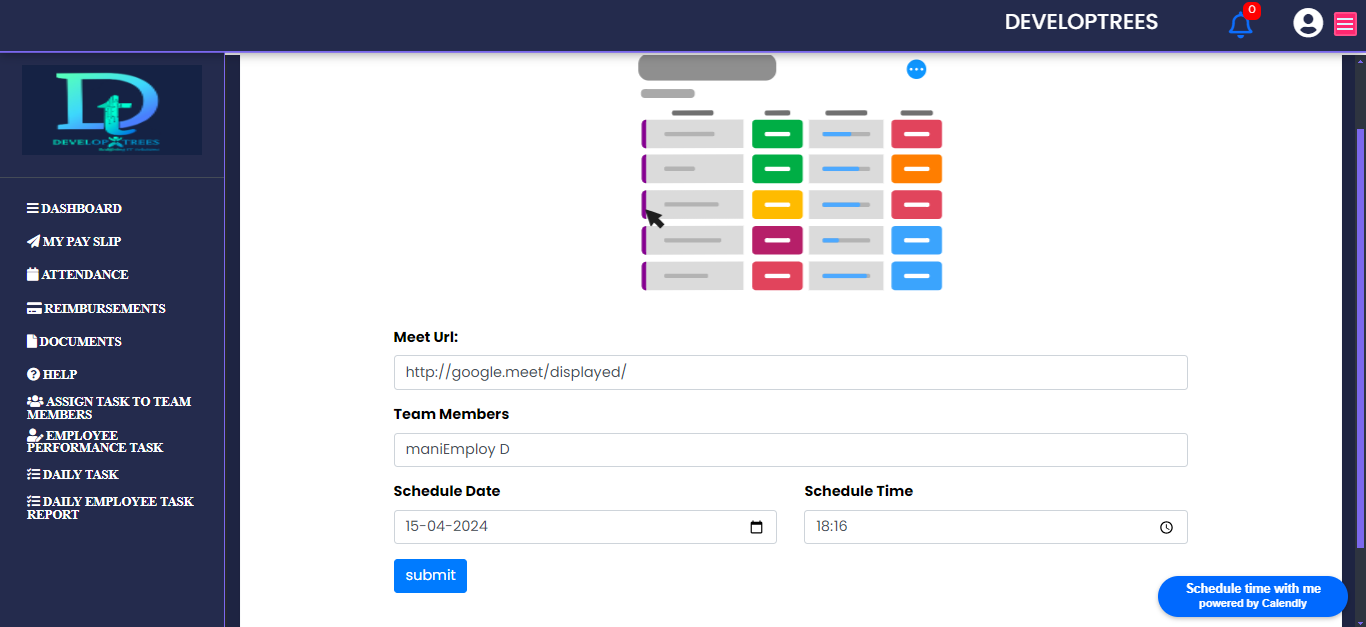 DEVELOPTREES
0
DEVELOP TREES
DASHBOARD
MY PAY SLIP
ATTENDANCE
REIMBURSEMENTS
DOCUMENTS
HELP
ASSIGN TASK TO TEAM
MEMBERS
EMPLOYEE
PERFORMANCE TASK
DAILY TASK
DAILY EMPLOYEE TASK
REPORT
Meet Url:
http://google.meet/displayed/
Team Members
maniEmploy D
Schedule Date
Schedule Time
15-04-2024
18:16
submit
Schedule time with me
powered by Calendly